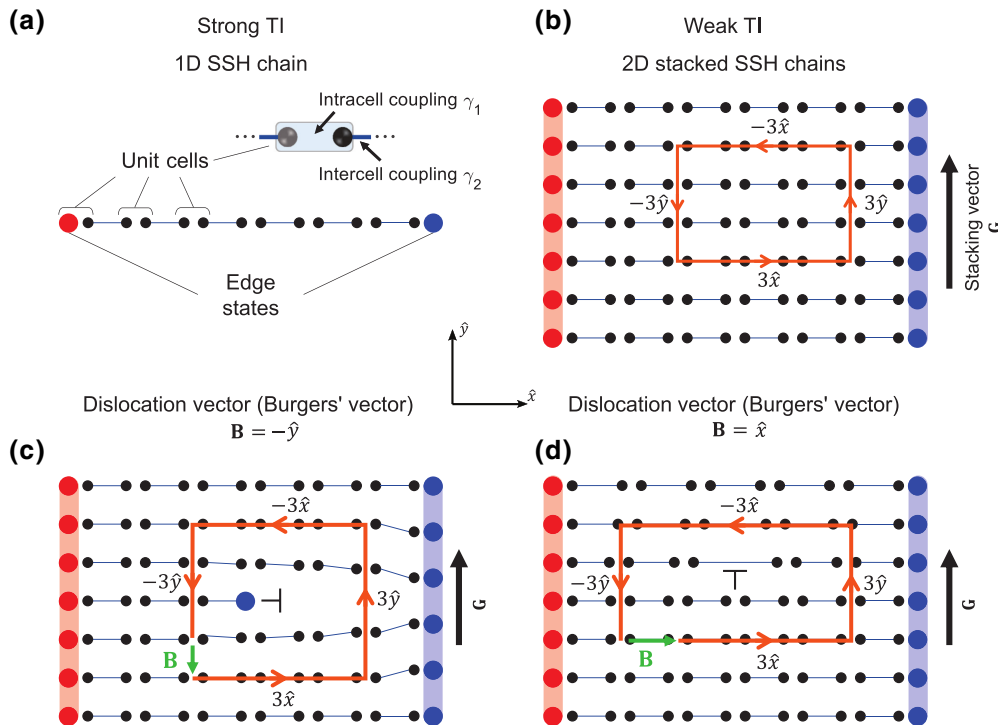 (a)
Strong TI
1D SSH chain
Intracell coupling γ₁
Unit cells
Intercell coupling γ₂
Edge
states
(b)
Weak TI
2D stacked SSH chains
−3x̂
−3ŷ
3ŷ
3x̂
Stacking vector
G
ŷ
x̂
Dislocation vector (Burgers' vector)
B = −ŷ
(c)
−3x̂
−3ŷ
3ŷ
B
3x̂
G
Dislocation vector (Burgers' vector)
B = x̂
(d)
−3x̂
−3ŷ
3ŷ
B
3x̂
G